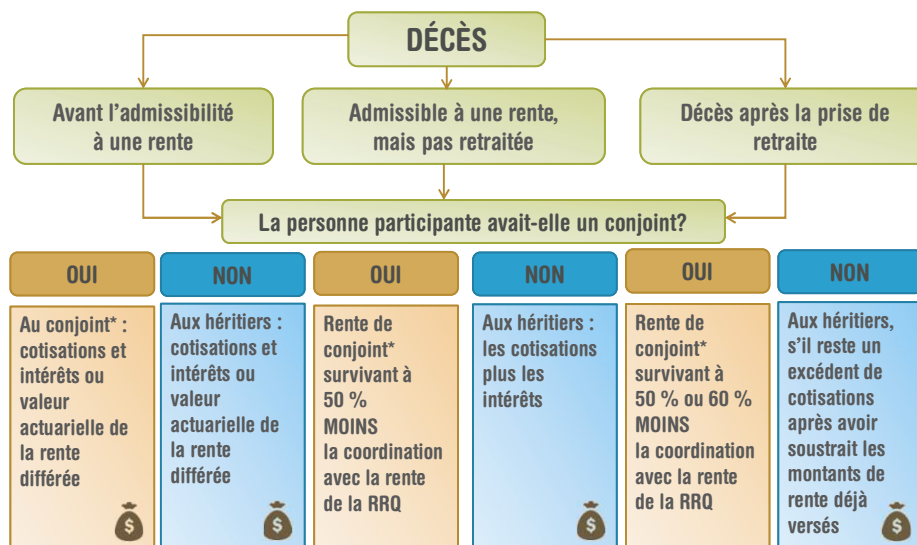 DÉCÈS
Avant l'admissibilité
à une rente
Admissible à une rente,
mais pas retraitée
Décès après la prise de
retraite
La personne participante avait-elle un conjoint?
OUI
Au conjoint* :
cotisations et
intérêts ou
valeur
actuarielle de
la rente
différée
$
NON
Aux héritiers :
cotisations et
intérêts ou
valeur
actuarielle de
la rente
différée
$
OUI
Rente de
conjoint*
survivant à
50 %
MOINS
la coordination
avec la rente
de la RRQ
NON
Aux héritiers :
les cotisations
plus les
intérêts
$
OUI
Rente de
conjoint*
survivant à
50 % ou 60 %
MOINS
la coordination
avec la rente
de la RRQ
NON
Aux héritiers,
s'il reste un
excédent de
cotisations
après avoir
soustrait les
montants de
rente déjà
versés
$